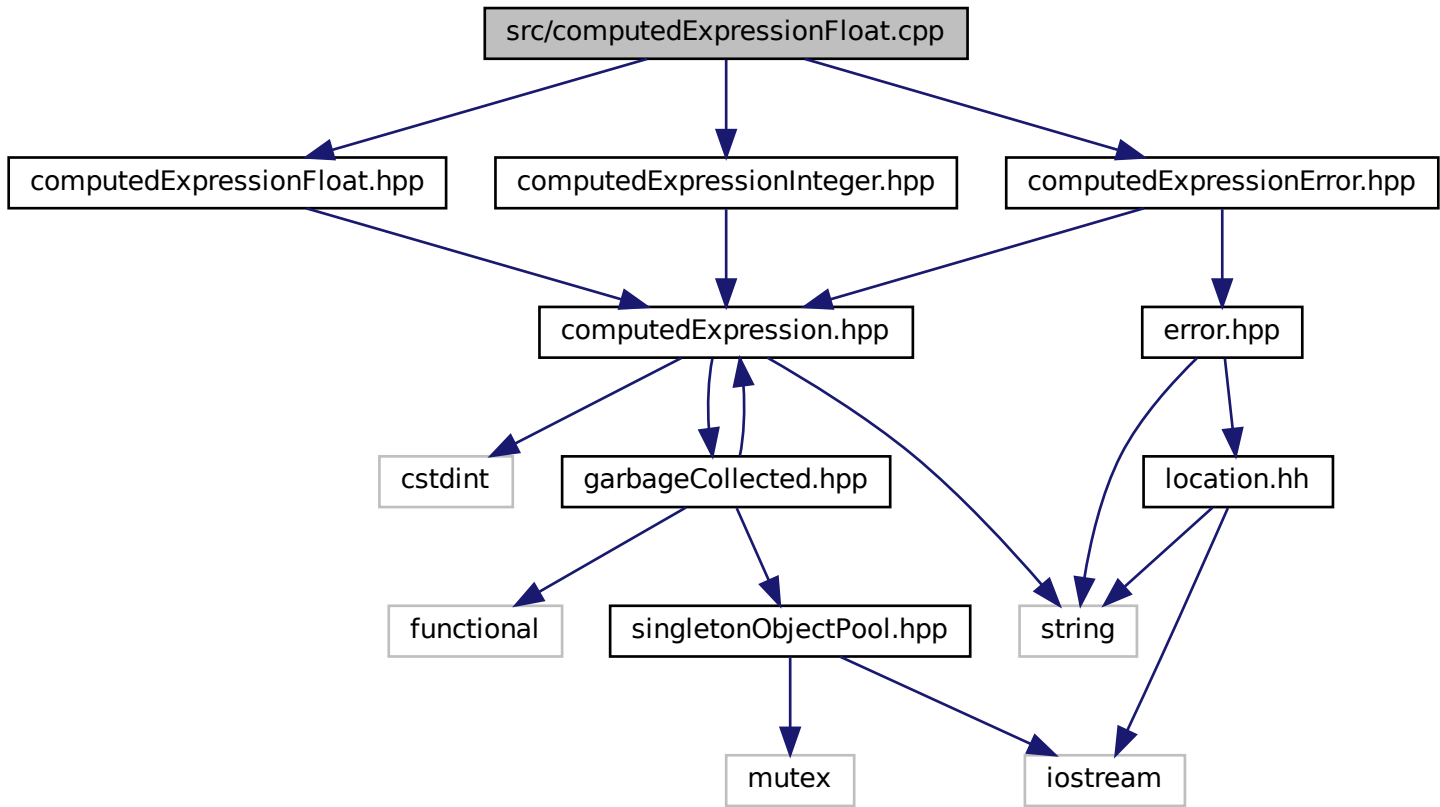 src/computedExpressionFloat.cpp
computedExpressionFloat.hpp
computedExpressionInteger.hpp
computedExpressionError.hpp
computedExpression.hpp
error.hpp
cstdint
garbageCollected.hpp
location.hh
functional
singletonObjectPool.hpp
string
mutex
iostream